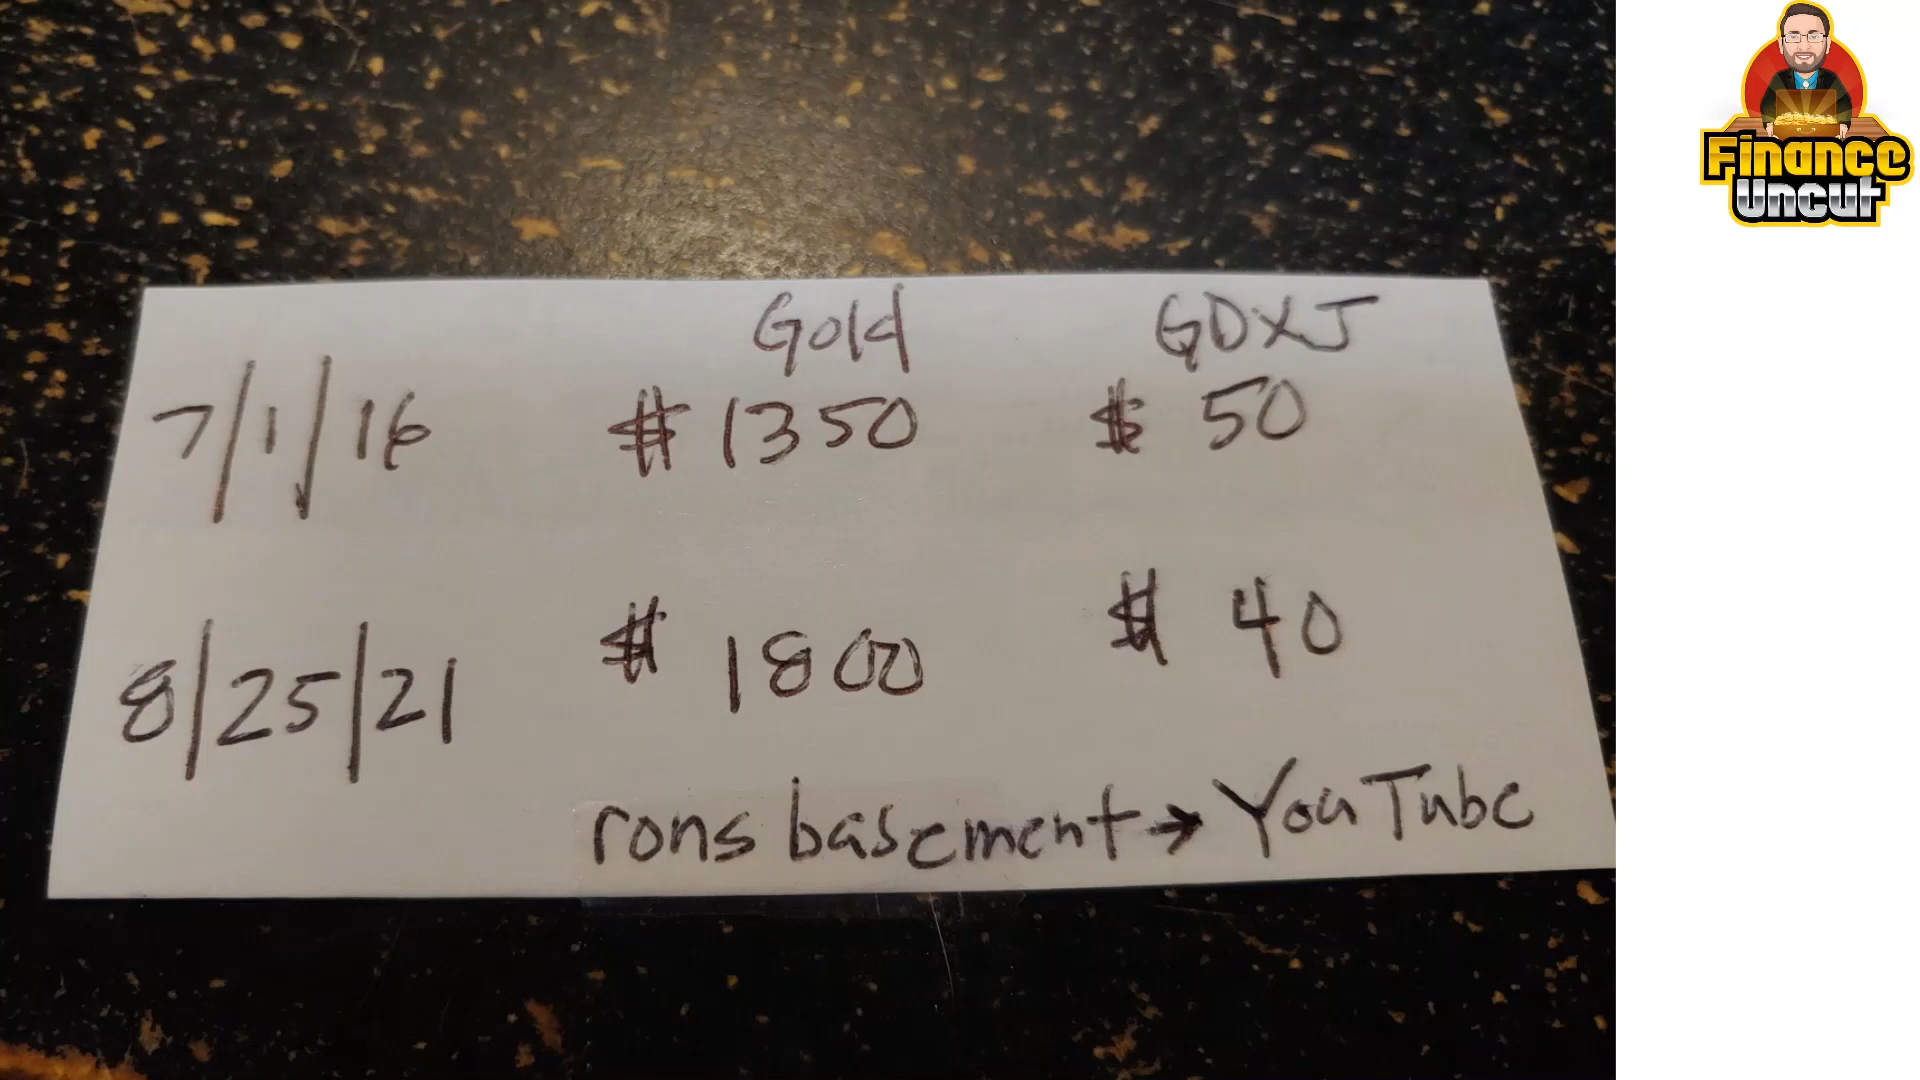 Finance
Uncut
Gold GDXJ
7/1/16 $ 1350 $ 50
8/25/21 $ 1800 $ 40
rons basement → YouTube